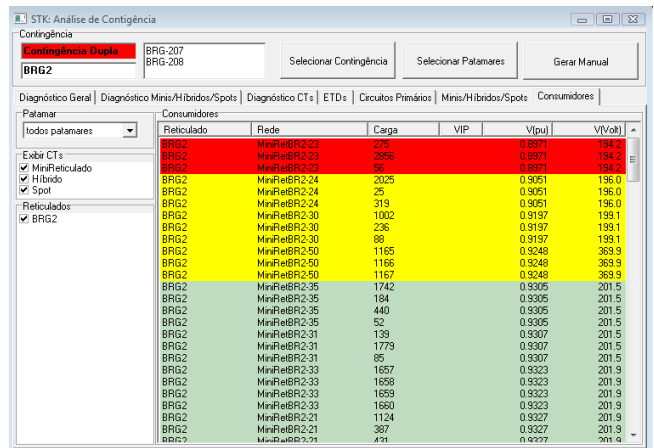 STK: Análise de Contigência
Contingência
Contingência Dupla
BRG2
BRG-207
BRG-208
Selecionar Contingência
Selecionar Patamares
Gerar Manual
Diagnóstico Geral Diagnóstico Minis/Híbridos/Spots Diagnóstico CTs ETDs Circuitos Primários Minis/Híbridos/Spots Consumidores
Patamar
todos patamares
Exibir CTs
MiniReticulado
Híbrido
Spot
Reticulados
BRG2
Consumidores
Reticulado Rede Carga VIP V(pu) V(Volt)
BRG2 MiniRetBR2-23 275 0.8971 194.2
BRG2 MiniRetBR2-23 2856 0.8971 194.2
BRG2 MiniRetBR2-23 56 0.8971 194.2
BRG2 MiniRetBR2-24 2025 0.9051 196.0
BRG2 MiniRetBR2-24 25 0.9051 196.0
BRG2 MiniRetBR2-24 319 0.9051 196.0
BRG2 MiniRetBR2-30 1002 0.9197 199.1
BRG2 MiniRetBR2-30 236 0.9197 199.1
BRG2 MiniRetBR2-30 88 0.9197 199.1
BRG2 MiniRetBR2-50 1165 0.9248 369.9
BRG2 MiniRetBR2-50 1166 0.9248 369.9
BRG2 MiniRetBR2-50 1167 0.9248 369.9
BRG2 MiniRetBR2-35 1742 0.9305 201.5
BRG2 MiniRetBR2-35 184 0.9305 201.5
BRG2 MiniRetBR2-35 440 0.9305 201.5
BRG2 MiniRetBR2-35 52 0.9305 201.5
BRG2 MiniRetBR2-31 139 0.9307 201.5
BRG2 MiniRetBR2-31 1779 0.9307 201.5
BRG2 MiniRetBR2-31 85 0.9307 201.5
BRG2 MiniRetBR2-33 1657 0.9323 201.9
BRG2 MiniRetBR2-33 1658 0.9323 201.9
BRG2 MiniRetBR2-33 1659 0.9323 201.9
BRG2 MiniRetBR2-33 1660 0.9323 201.9
BRG2 MiniRetBR2-21 1124 0.9327 201.9
BRG2 MiniRetBR2-21 387 0.9327 201.9
BRG2 MiniRetBR2-21 431 0.9327 201.9